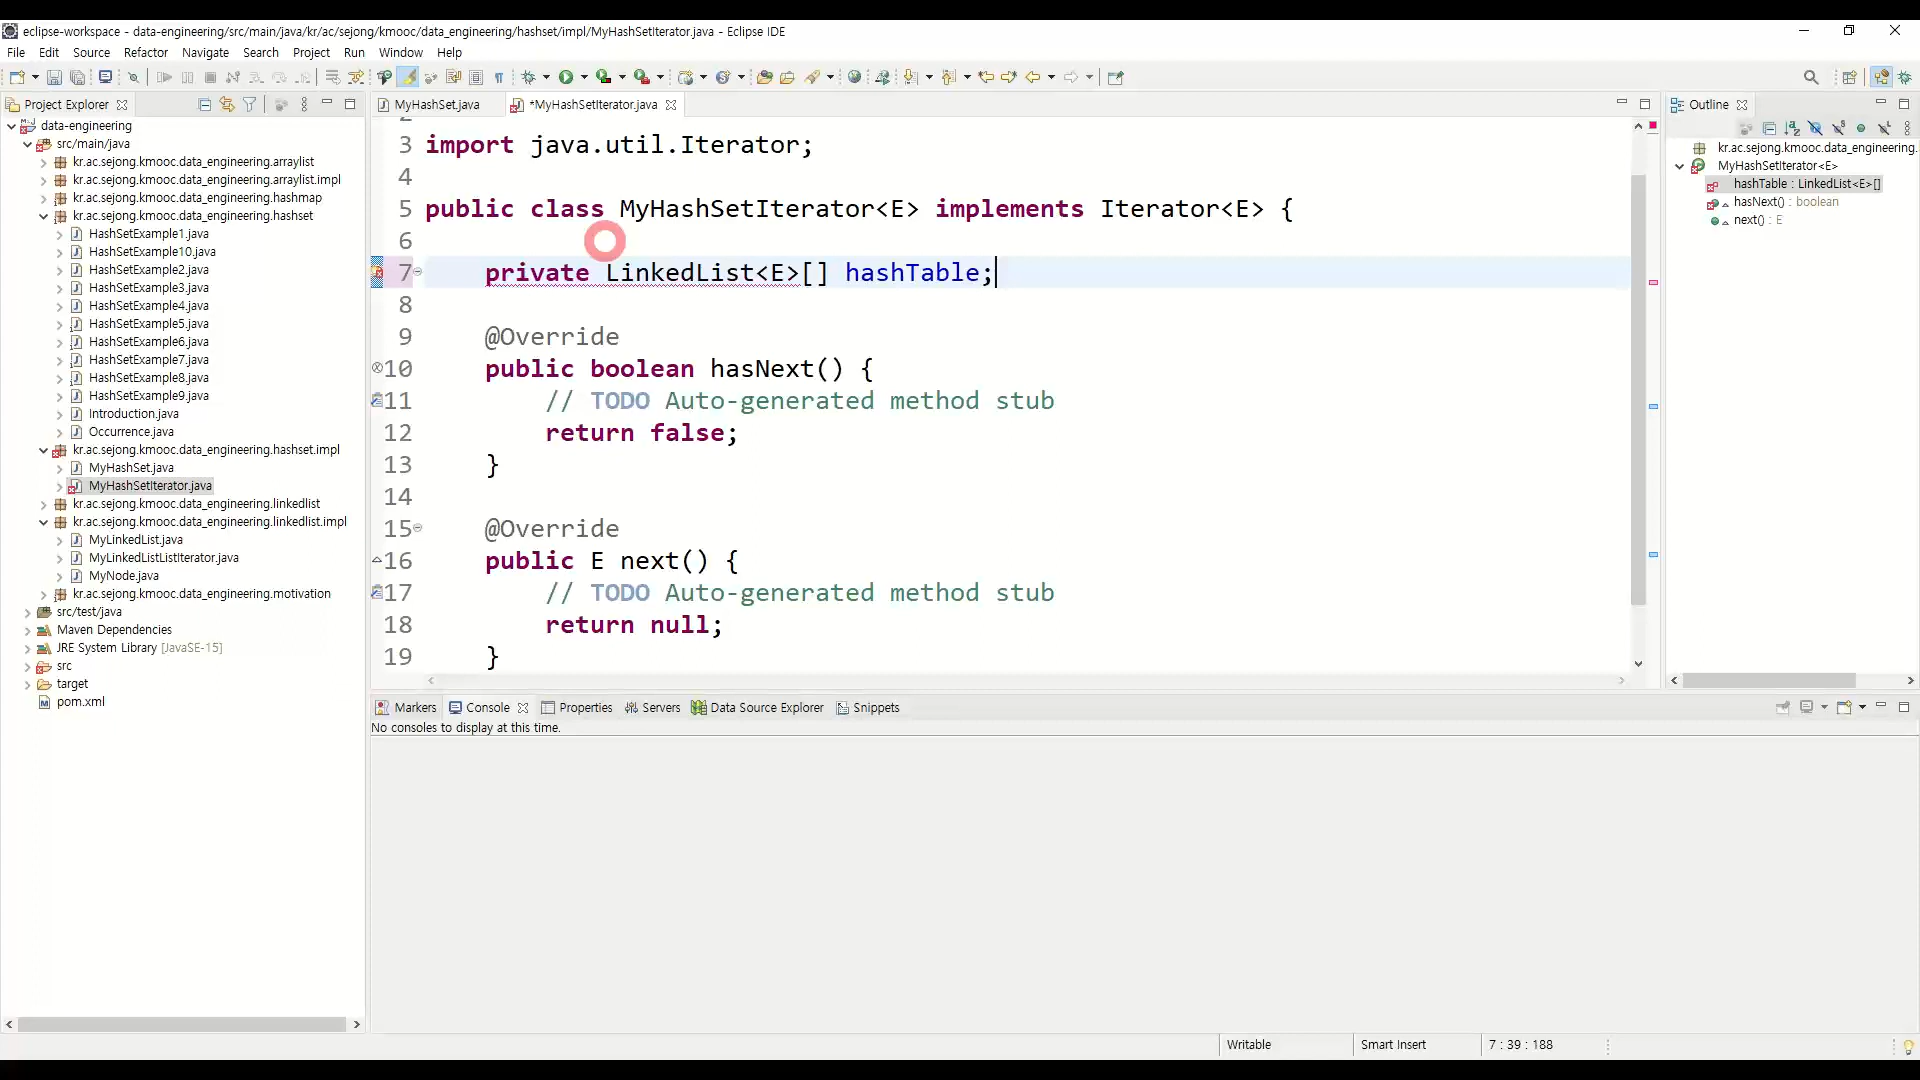 eclipse-workspace - data-engineering/src/main/java/kr/ac/sejong/kmooc/data_engineering/hashset/impl/MyHashSetIterator.java - Eclipse IDE
File Edit Source Refactor Navigate Search Project Run Window Help
Project Explorer
data-engineering
src/main/java
kr.ac.sejong.kmooc.data_engineering.arraylist
kr.ac.sejong.kmooc.data_engineering.arraylist.impl
kr.ac.sejong.kmooc.data_engineering.hashmap
kr.ac.sejong.kmooc.data_engineering.hashset
HashSetExample1.java
HashSetExample10.java
HashSetExample2.java
HashSetExample3.java
HashSetExample4.java
HashSetExample5.java
HashSetExample6.java
HashSetExample7.java
HashSetExample8.java
HashSetExample9.java
Introduction.java
Occurrence.java
kr.ac.sejong.kmooc.data_engineering.hashset.impl
MyHashSet.java
MyHashSetIterator.java
kr.ac.sejong.kmooc.data_engineering.linkedlist
kr.ac.sejong.kmooc.data_engineering.linkedlist.impl
MyLinkedList.java
MyLinkedListListIterator.java
MyNode.java
kr.ac.sejong.kmooc.data_engineering.motivation
src/test/java
Maven Dependencies
JRE System Library [JavaSE-15]
src
target
pom.xml
MyHashSet.java *MyHashSetIterator.java
3 import java.util.Iterator;
4
5 public class MyHashSetIterator<E> implements Iterator<E> {
6
7 private LinkedList<E>[] hashTable;
8
9 @Override
10 public boolean hasNext() {
11 // TODO Auto-generated method stub
12 return false;
13 }
14
15 @Override
16 public E next() {
17 // TODO Auto-generated method stub
18 return null;
19 }
Outline
kr.ac.sejong.kmooc.data_engineering.
MyHashSetIterator<E>
hashTable : LinkedList<E>[]
hasNext() : boolean
next() : E
Markers Console Properties Servers Data Source Explorer Snippets
No consoles to display at this time.
Writable Smart Insert 7 : 39 : 188